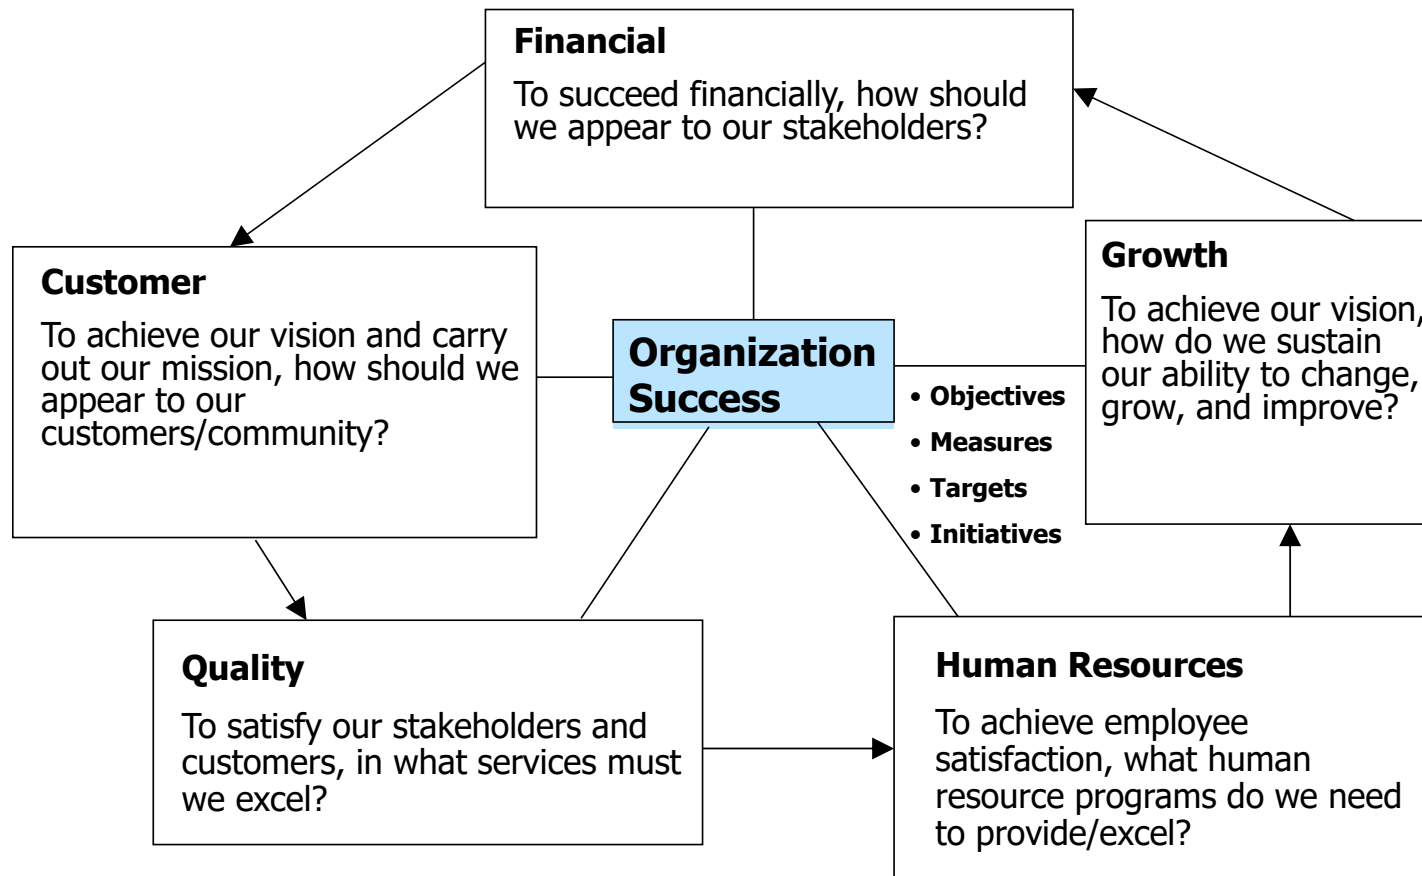 Financial
To succeed financially, how should
we appear to our stakeholders?
Customer
To achieve our vision and carry
out our mission, how should we
appear to our
customers/community?
Organization
Success
Growth
To achieve our vision,
how do we sustain
our ability to change,
grow, and improve?
• Objectives
• Measures
• Targets
• Initiatives
Quality
To satisfy our stakeholders and
customers, in what services must
we excel?
Human Resources
To achieve employee
satisfaction, what human
resource programs do we need
to provide/excel?